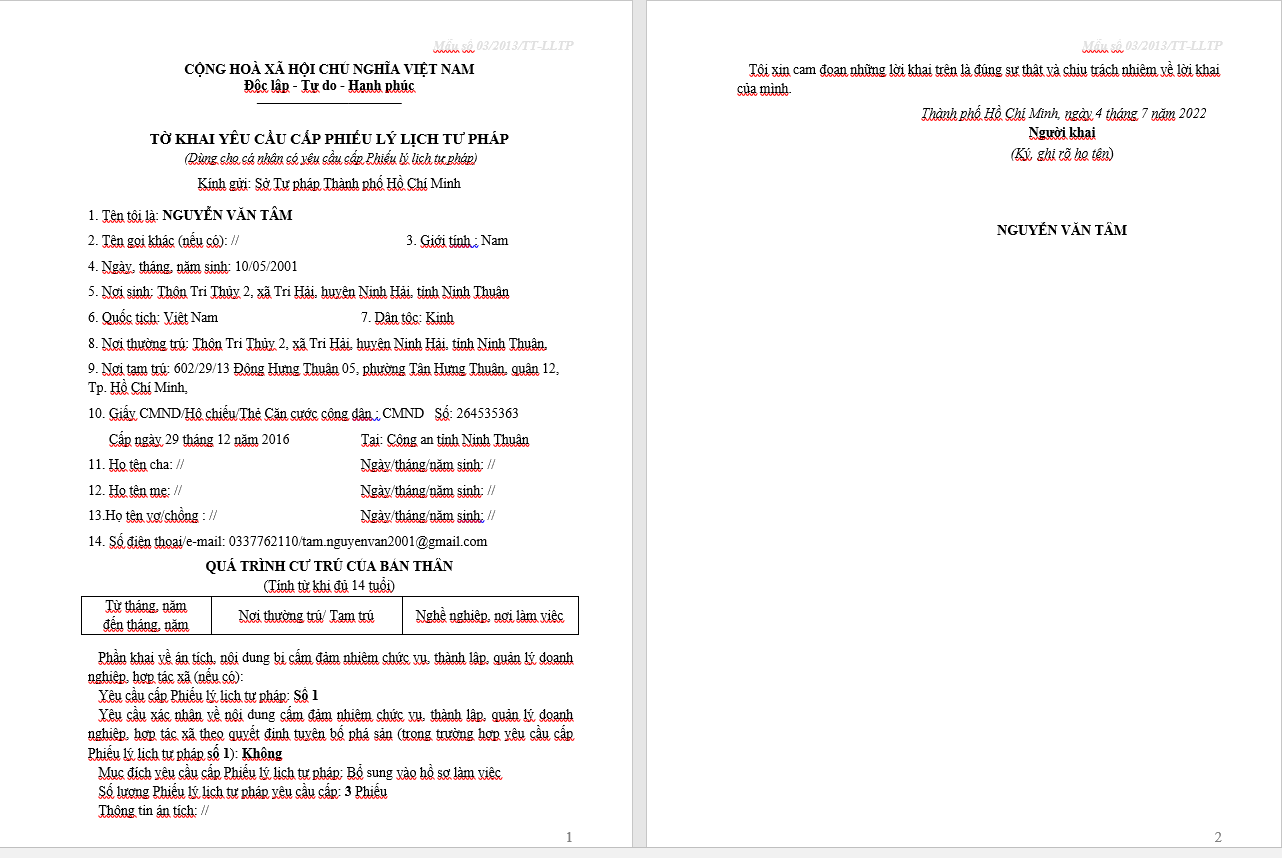 Mẫu số 03/2013/TT-LLTP
CỘNG HOÀ XÃ HỘI CHỦ NGHĨA VIỆT NAM
Độc lập - Tự do - Hạnh phúc
TỜ KHAI YÊU CẦU CẤP PHIẾU LÝ LỊCH TƯ PHÁP
(Dùng cho cá nhân có yêu cầu cấp Phiếu lý lịch tư pháp)
Kính gửi: Sở Tư pháp Thành phố Hồ Chí Minh
1. Tên tôi là: NGUYỄN VĂN TÂM
2. Tên gọi khác (nếu có): // 3. Giới tính : Nam
4. Ngày, tháng, năm sinh: 10/05/2001
5. Nơi sinh: Thôn Tri Thủy 2, xã Tri Hải, huyện Ninh Hải, tỉnh Ninh Thuận
6. Quốc tịch: Việt Nam 7. Dân tộc: Kinh
8. Nơi thường trú: Thôn Tri Thủy 2, xã Tri Hải, huyện Ninh Hải, tỉnh Ninh Thuận,
9. Nơi tạm trú: 602/29/13 Đông Hưng Thuận 05, phường Tân Hưng Thuận, quận 12,
Tp. Hồ Chí Minh,
10. Giấy CMND/Hộ chiếu/Thẻ Căn cước công dân : CMND Số: 264535363
Cấp ngày 29 tháng 12 năm 2016 Tại: Công an tỉnh Ninh Thuận
11. Họ tên cha: // Ngày/tháng/năm sinh: //
12. Họ tên mẹ: // Ngày/tháng/năm sinh: //
13.Họ tên vợ/chồng : // Ngày/tháng/năm sinh: //
14. Số điện thoại/e-mail: 0337762110/tam.nguyenvan2001@gmail.com
QUÁ TRÌNH CƯ TRÚ CỦA BẢN THÂN
(Tính từ khi đủ 14 tuổi)
Từ tháng, năm
đến tháng, năm
Nơi thường trú/ Tạm trú
Nghề nghiệp, nơi làm việc
Phần khai về án tích, nội dung bị cấm đảm nhiệm chức vụ, thành lập, quản lý doanh
nghiệp, hợp tác xã (nếu có):
Yêu cầu cấp Phiếu lý lịch tư pháp: Số 1
Yêu cầu xác nhận về nội dung cấm đảm nhiệm chức vụ, thành lập, quản lý doanh
nghiệp, hợp tác xã theo quyết định tuyên bố phá sản (trong trường hợp yêu cầu cấp
Phiếu lý lịch tư pháp số 1): Không
Mục đích yêu cầu cấp Phiếu lý lịch tư pháp: Bổ sung vào hồ sơ làm việc
Số lượng Phiếu lý lịch tư pháp yêu cầu cấp: 3 Phiếu
Thông tin án tích: //
1
Mẫu số 03/2013/TT-LLTP
Tôi xin cam đoan những lời khai trên là đúng sự thật và chịu trách nhiệm về lời khai
của mình.
Thành phố Hồ Chí Minh, ngày 4 tháng 7 năm 2022
Người khai
(Ký, ghi rõ họ tên)
NGUYỄN VĂN TÂM
2